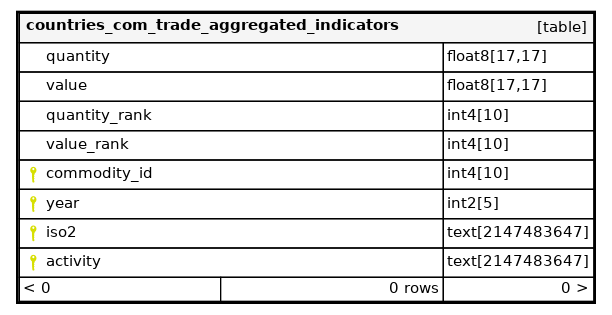 countries_com_trade_aggregated_indicators [table]
quantity float8[17,17]
value float8[17,17]
quantity_rank int4[10]
value_rank int4[10]
commodity_id int4[10]
year int2[5]
iso2 text[2147483647]
activity text[2147483647]
< 0 0 rows 0 >